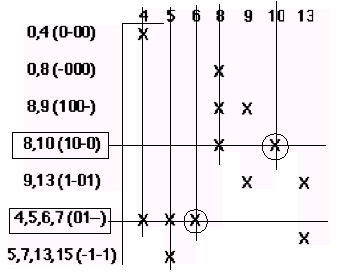 4 5 6 8 9 10 13
0,4 (0-00) X
0,8 (-000) X
8,9 (100-) X X
8,10 (10-0) X X
9,13 (1-01) X X
4,5,6,7 (01--) X X X
5,7,13,15 (-1-1) X X